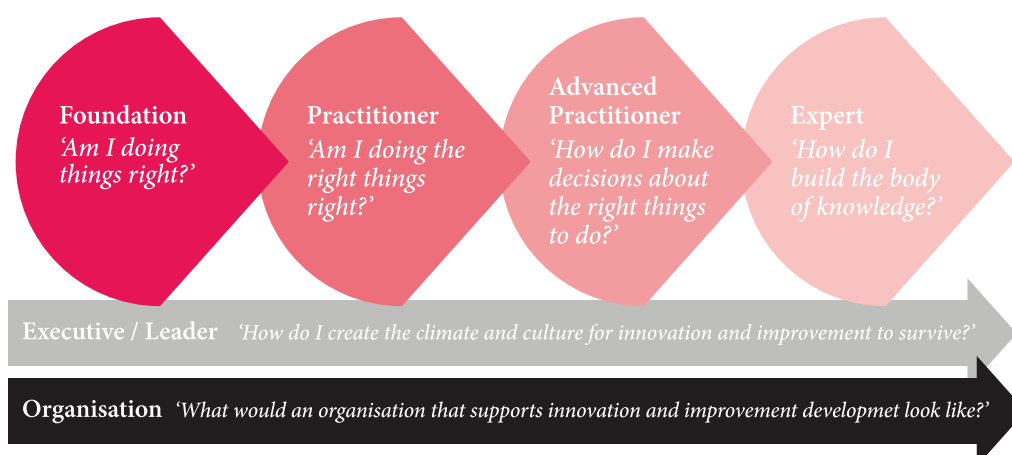 Foundation
‘Am I doing
things right?’
Practitioner
‘Am I doing the
right things
right?’
Advanced
Practitioner
‘How do I make
decisions about
the right things
to do?’
Expert
‘How do I
build the body
of knowledge?’
Executive / Leader ‘How do I create the climate and culture for innovation and improvement to survive?’
Organisation ‘What would an organisation that supports innovation and improvement developmet look like?’